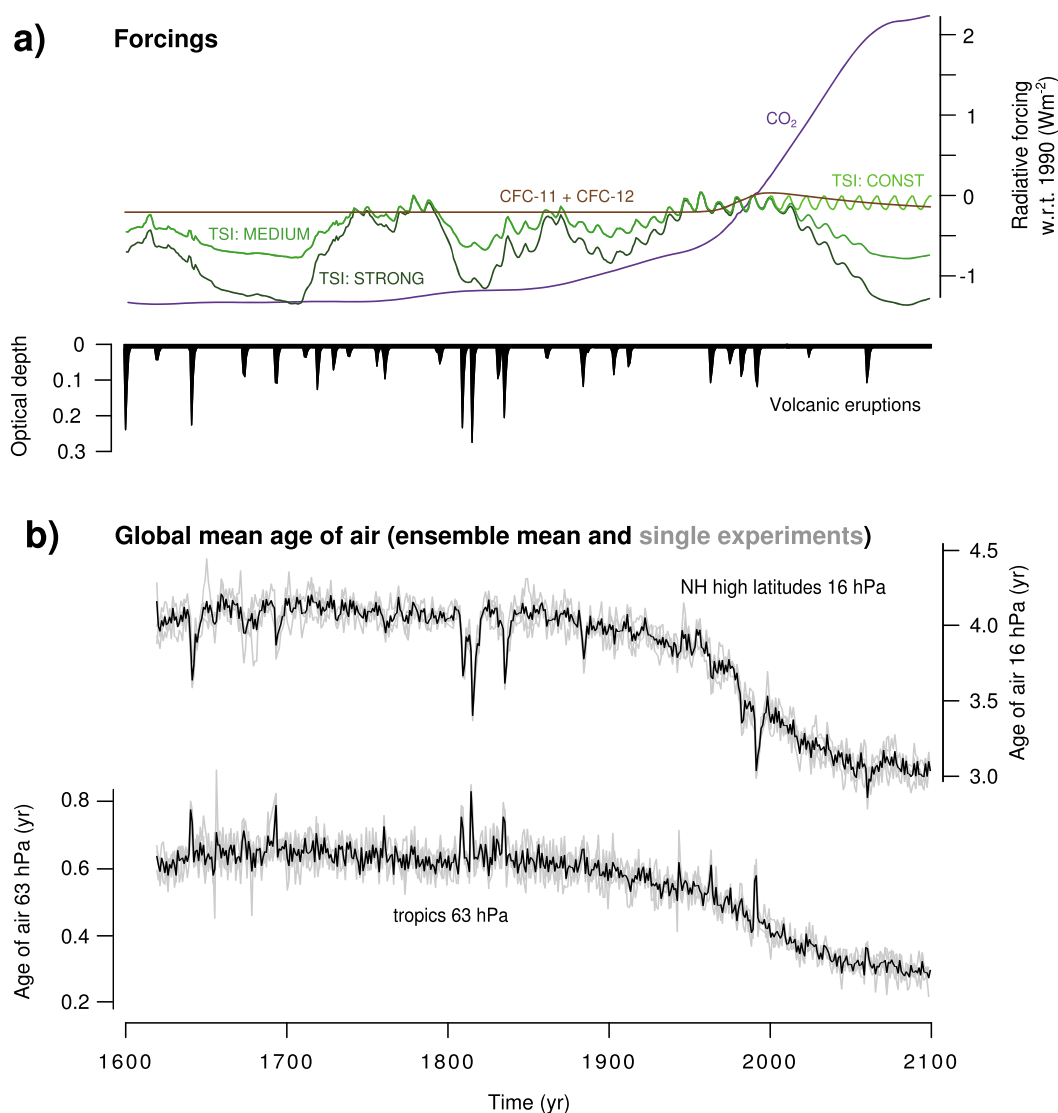 a)
Forcings
2
1
0
-1
Radiative forcing
w.r.t. 1990 (Wm-2)
CO2
TSI: CONST
CFC-11 + CFC-12
TSI: MEDIUM
TSI: STRONG
0
0.1
0.2
0.3
Optical depth
Volcanic eruptions
b)
Global mean age of air (ensemble mean and single experiments)
4.5
4.0
3.5
3.0
Age of air 16 hPa (yr)
NH high latitudes 16 hPa
0.8
0.6
0.4
0.2
Age of air 63 hPa (yr)
tropics 63 hPa
1600 1700 1800 1900 2000 2100
Time (yr)